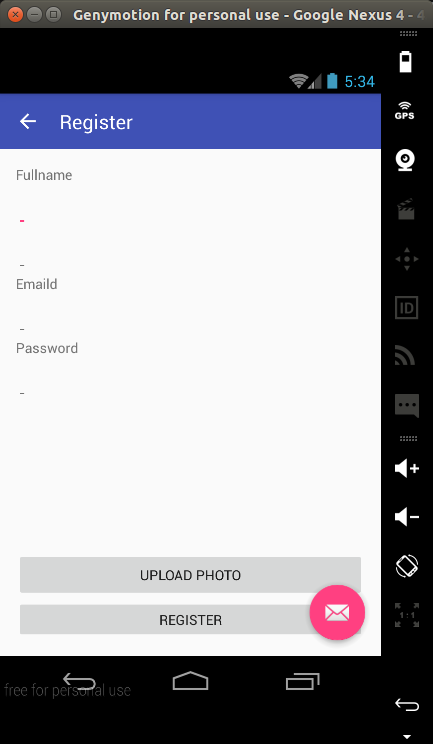 Genymotion for personal use - Google Nexus 4 - 4
5:34
GPS
Register
Fullname
ID
Emaild
Password
UPLOAD PHOTO
1:1
REGISTER
free for personal use